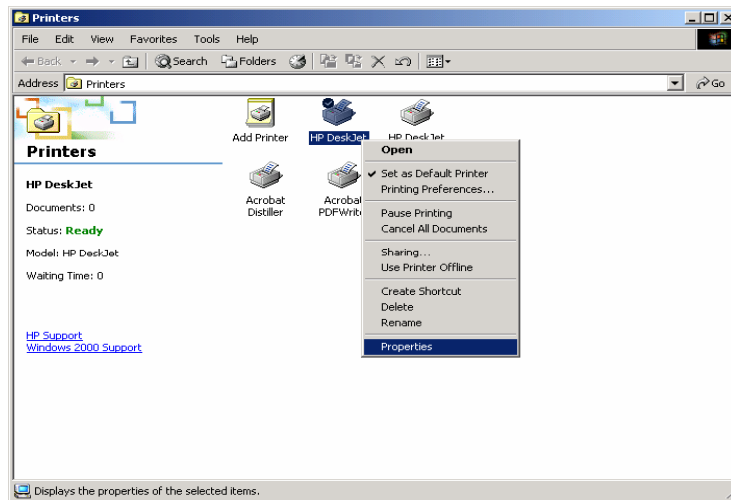 Printers
File Edit View Favorites Tools Help
Back Search Folders
Address Printers Go
Printers
HP DeskJet
Documents: 0
Status: Ready
Model: HP DeskJet
Waiting Time: 0
HP Support
Windows 2000 Support
Add Printer
HP DeskJet
HP DeskJet
Acrobat
Distiller
Acrobat
PDFWrite
Open
Set as Default Printer
Printing Preferences...
Pause Printing
Cancel All Documents
Sharing...
Use Printer Offline
Create Shortcut
Delete
Rename
Properties
Displays the properties of the selected items.